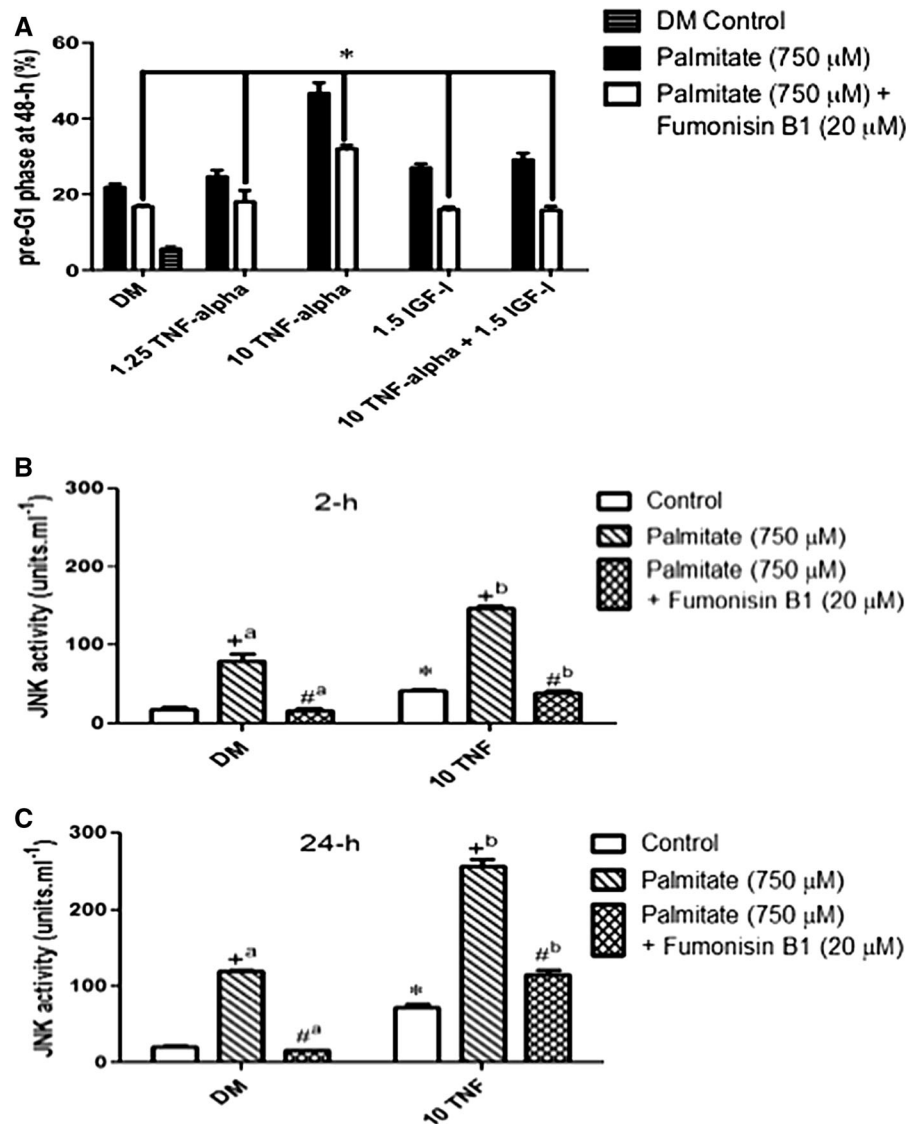 A
DM Control
Palmitate (750 μM)
Palmitate (750 μM) +
Fumonisin B1 (20 μM)
pre-G1 phase at 48-h (%)
60
40
20
0
*
DM
1.25 TNF-alpha
10 TNF-alpha
1.5 IGF-I
10 TNF-alpha + 1.5 IGF-I
B
JNK activity (units.ml⁻¹)
300
200
100
0
2-h
+ᵃ
#ᵃ
*
+ᵇ
#ᵇ
DM
10 TNF
Control
Palmitate (750 μM)
Palmitate (750 μM)
+ Fumonisin B1 (20 μM)
C
JNK activity (units.ml⁻¹)
300
200
100
0
24-h
+ᵃ
#ᵃ
*
+ᵇ
#ᵇ
DM
10 TNF
Control
Palmitate (750 μM)
Palmitate (750 μM)
+ Fumonisin B1 (20 μM)